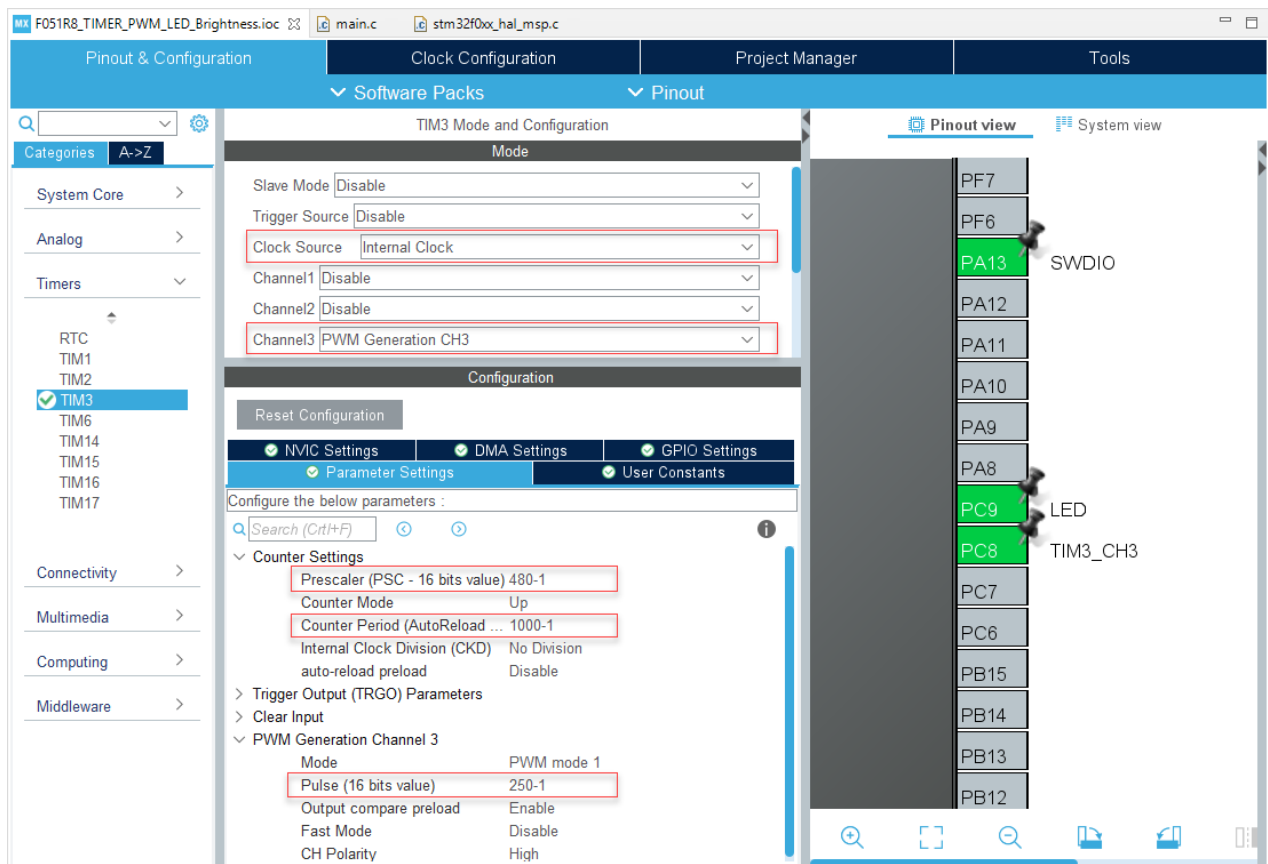 MX F051R8_TIMER_PWM_LED_Brightness.ioc main.c stm32f0xx_hal_msp.c
Pinout & Configuration Clock Configuration Project Manager Tools
Software Packs Pinout
Categories A->Z
System Core
Analog
Timers
RTC
TIM1
TIM2
TIM3
TIM6
TIM14
TIM15
TIM16
TIM17
Connectivity
Multimedia
Computing
Middleware
TIM3 Mode and Configuration
Mode
Slave Mode Disable
Trigger Source Disable
Clock Source Internal Clock
Channel1 Disable
Channel2 Disable
Channel3 PWM Generation CH3
Configuration
Reset Configuration
NVIC Settings DMA Settings GPIO Settings
Parameter Settings User Constants
Configure the below parameters :
Search (Crtl+F)
Counter Settings
Prescaler (PSC - 16 bits value) 480-1
Counter Mode Up
Counter Period (AutoReload ... 1000-1
Internal Clock Division (CKD) No Division
auto-reload preload Disable
Trigger Output (TRGO) Parameters
Clear Input
PWM Generation Channel 3
Mode PWM mode 1
Pulse (16 bits value) 250-1
Output compare preload Enable
Fast Mode Disable
CH Polarity High
Pinout view System view
PF7
PF6
PA13 SWDIO
PA12
PA11
PA10
PA9
PA8
PC9 LED
PC8 TIM3_CH3
PC7
PC6
PB15
PB14
PB13
PB12